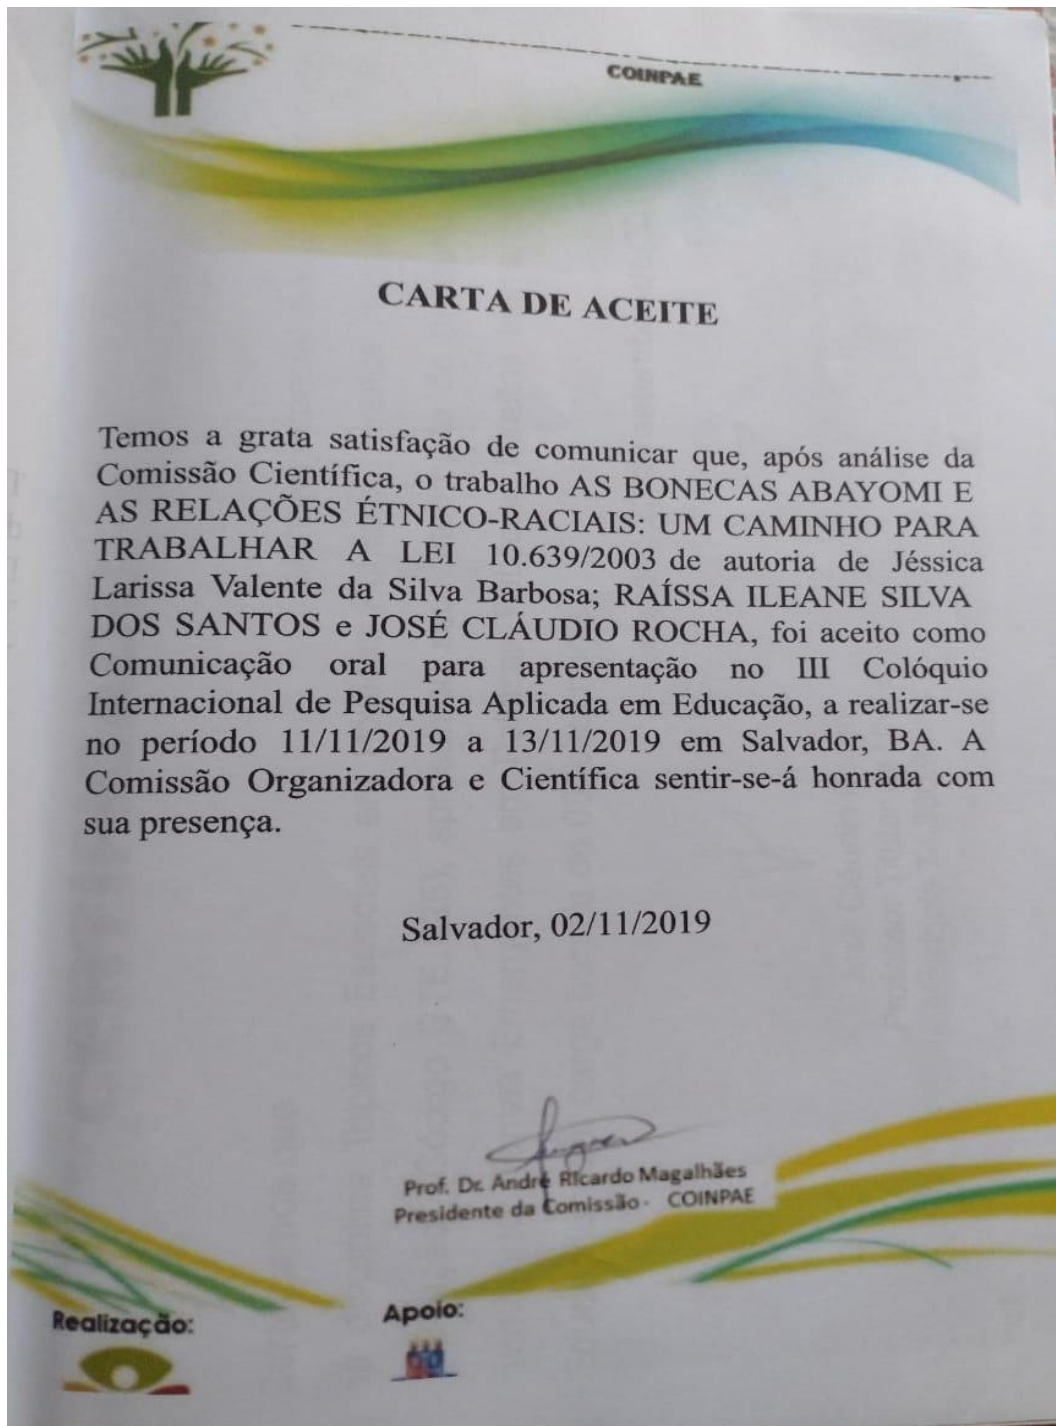 COINPAE
CARTA DE ACEITE
Temos a grata satisfação de comunicar que, após análise da
Comissão Científica, o trabalho AS BONECAS ABAYOMI E
AS RELAÇÕES ÉTNICO-RACIAIS: UM CAMINHO PARA
TRABALHAR A LEI 10.639/2003 de autoria de Jéssica
Larissa Valente da Silva Barbosa; RAÍSSA ILEANE SILVA
DOS SANTOS e JOSÉ CLÁUDIO ROCHA, foi aceito como
Comunicação oral para apresentação no III Colóquio
Internacional de Pesquisa Aplicada em Educação, a realizar-se
no período 11/11/2019 a 13/11/2019 em Salvador, BA. A
Comissão Organizadora e Científica sentir-se-á honrada com
sua presença.
Salvador, 02/11/2019
Prof. Dr. André Ricardo Magalhães
Presidente da Comissão - COINPAE
Realização:
Apoio: